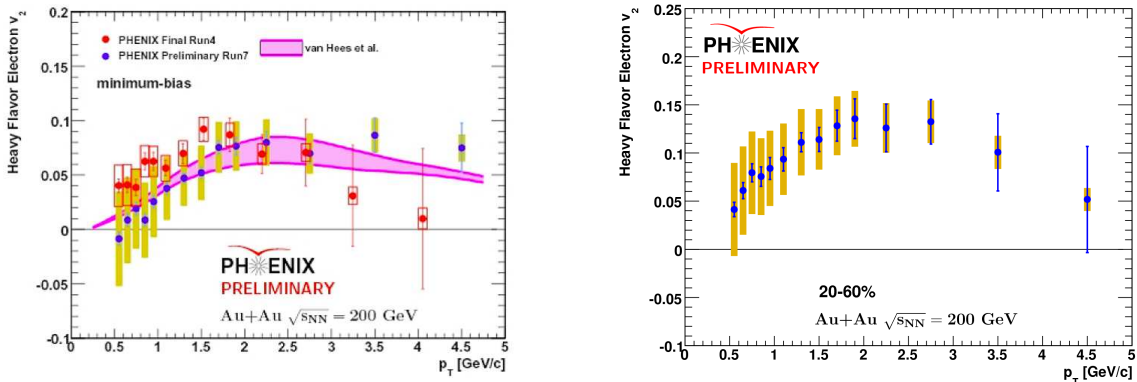 Heavy Flavor Electron v2
0.2
0.15
0.1
0.05
0
-0.05
-0.1
PHENIX Final Run4
PHENIX Preliminary Run7
van Hees et al.
minimum-bias
PHENIX
PRELIMINARY
Au+Au √sNN = 200 GeV
0 0.5 1 1.5 2 2.5 3 3.5 4 4.5 5
pT [GeV/c]
Heavy Flavor Electron v2
0.25
0.2
0.15
0.1
0.05
0
-0.05
-0.1
PHENIX
PRELIMINARY
20-60%
Au+Au √sNN = 200 GeV
0 0.5 1 1.5 2 2.5 3 3.5 4 4.5 5
pT [GeV/c]